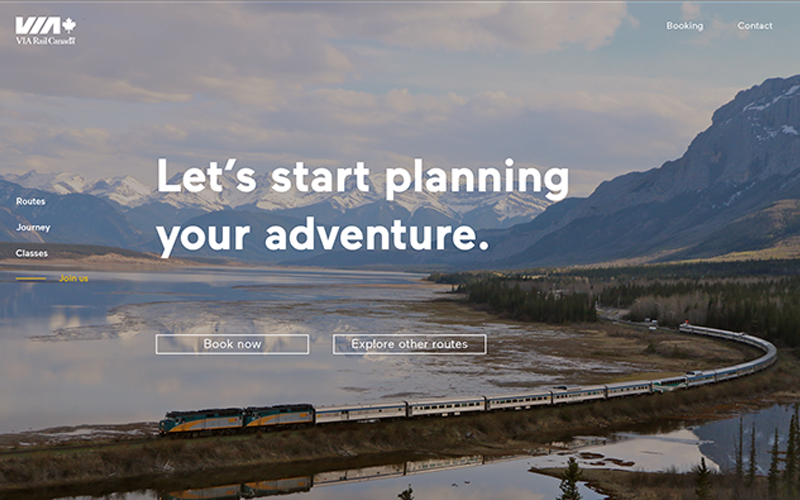 VIA
VIA Rail Canada
Booking
Contact
Let's start planning
your adventure.
Routes
Journey
Classes
Join us
Book now
Explore other routes